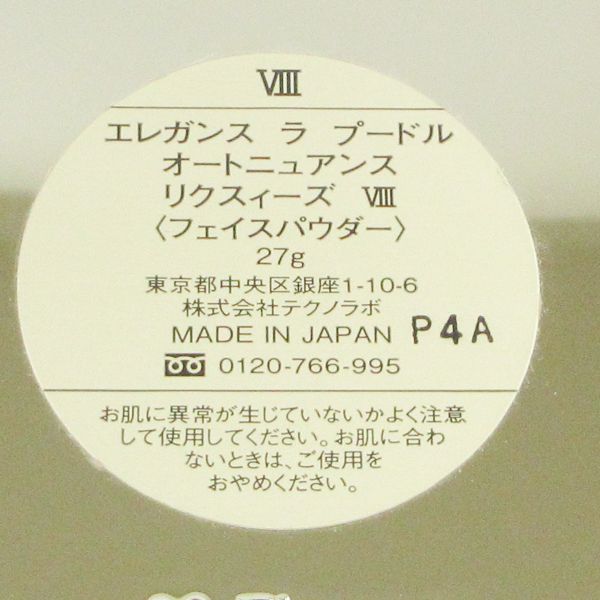 Ⅷ
エレガンス ラ プードル
オートニュアンス
リクスィーズ Ⅷ
〈フェイスパウダー〉
27g
東京都中央区銀座1-10-6
株式会社テクノラボ
MADE IN JAPAN P4A
0120-766-995
お肌に異常が生じていないかよく注意
して使用してください。お肌に合わ
ないときは、ご使用を
おやめください。